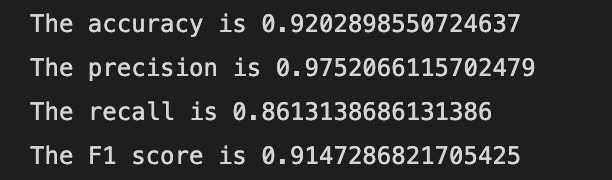 The accuracy is 0.9202898550724637
The precision is 0.9752066115702479
The recall is 0.8613138686131386
The F1 score is 0.9147286821705425